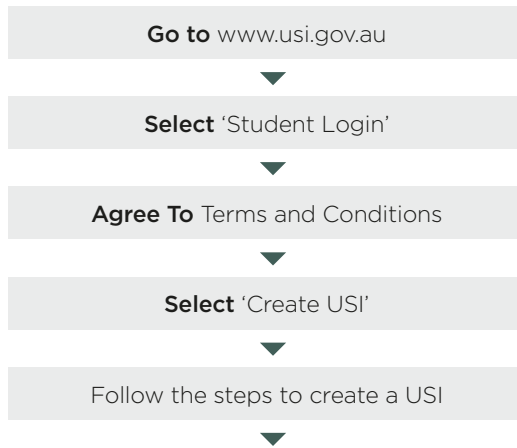 Go to www.usi.gov.au
Select ‘Student Login’
Agree To Terms and Conditions
Select ‘Create USI’
Follow the steps to create a USI